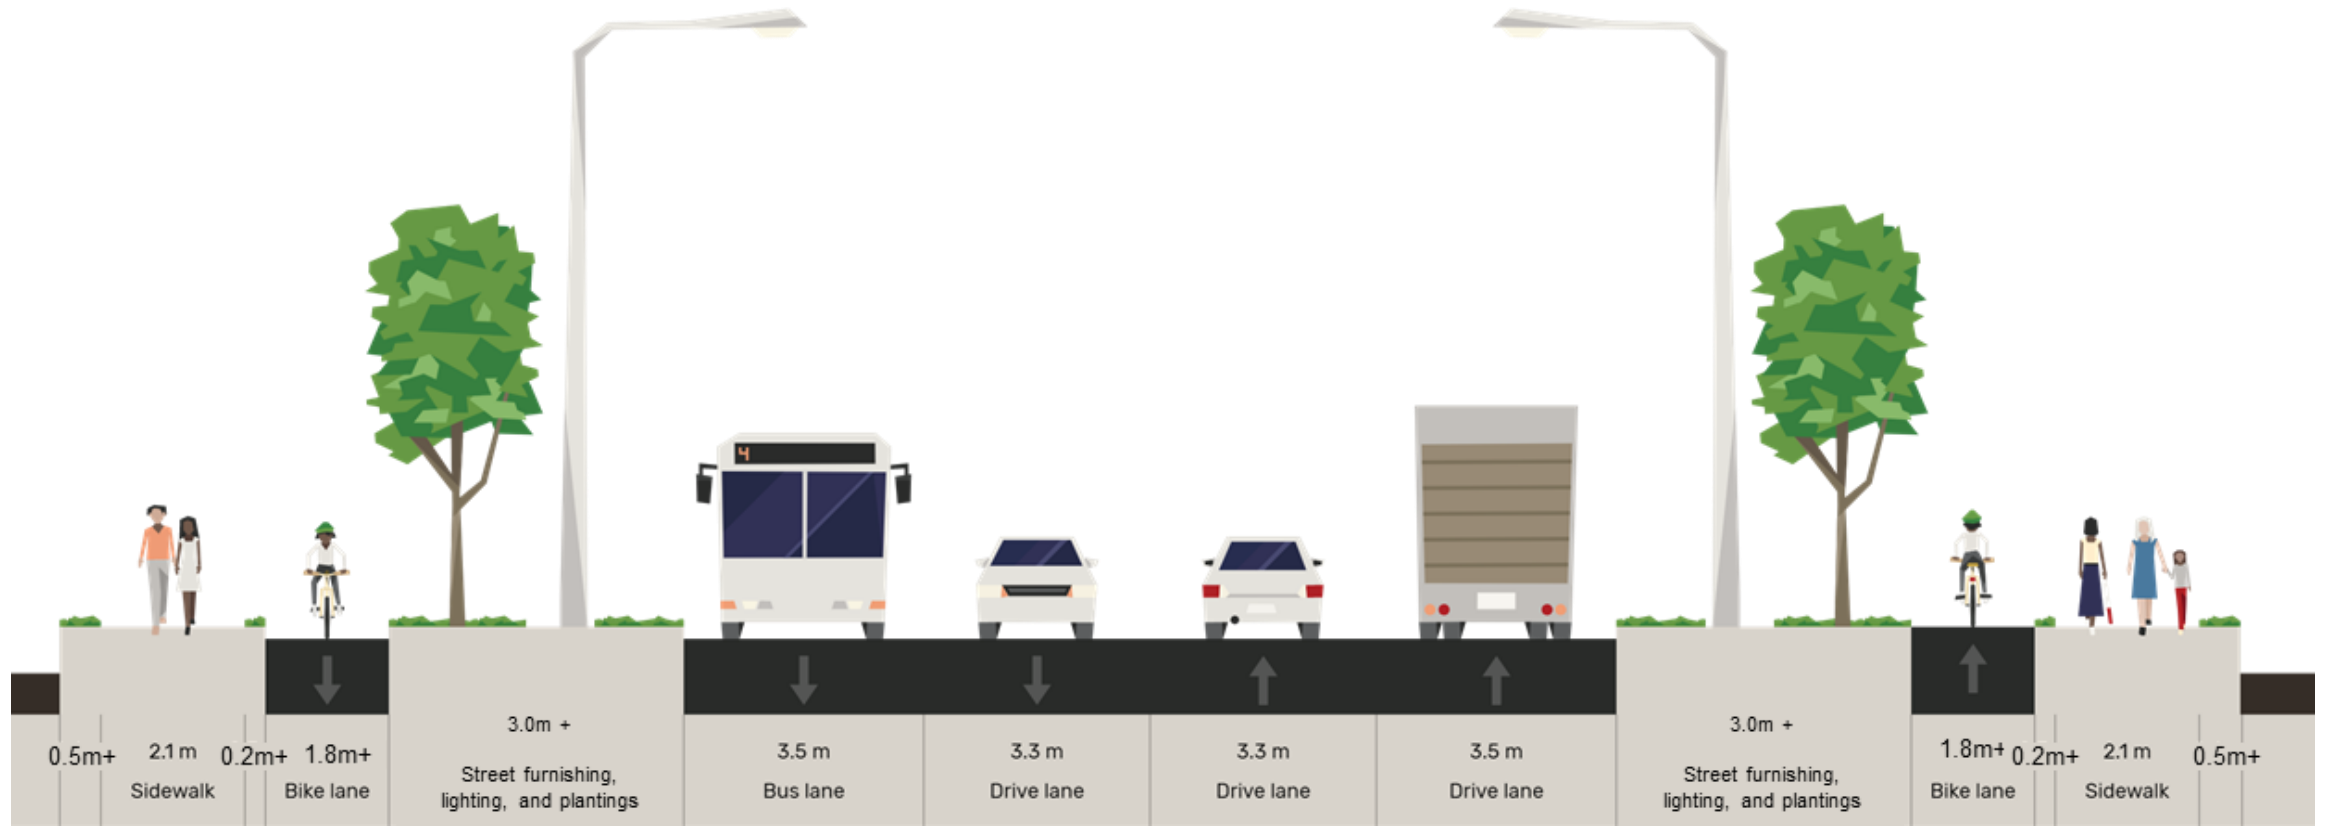 4
3.0m +
3.0m +
0.5m+
2.1 m
0.2m+
1.8m+
3.5 m
3.3 m
3.3 m
3.5 m
1.8m+
0.2m+
2.1 m
0.5m+
Sidewalk
Bike lane
Street furnishing,
lighting, and plantings
Bus lane
Drive lane
Drive lane
Drive lane
Street furnishing,
lighting, and plantings
Bike lane
Sidewalk